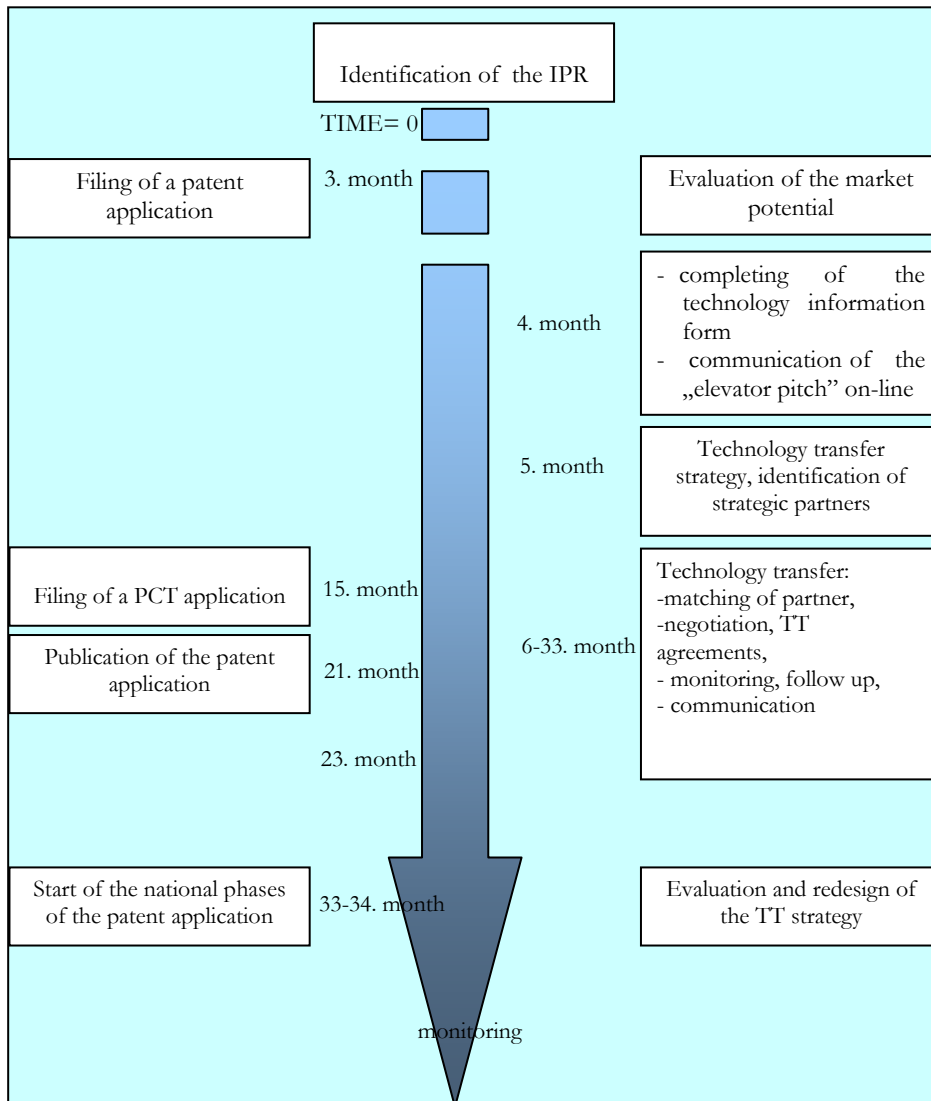 Identification of the IPR
TIME= 0
Filing of a patent
application
3. month
Evaluation of the market
potential
4. month
- completing of the
technology information
form
- communication of the
„elevator pitch” on-line
5. month
Technology transfer
strategy, identification of
strategic partners
Filing of a PCT application
15. month
Publication of the patent
application
21. month
6-33. month
Technology transfer:
-matching of partner,
-negotiation, TT
agreements,
- monitoring, follow up,
- communication
23. month
Start of the national phases
of the patent application
33-34. month
Evaluation and redesign of
the TT strategy
monitoring